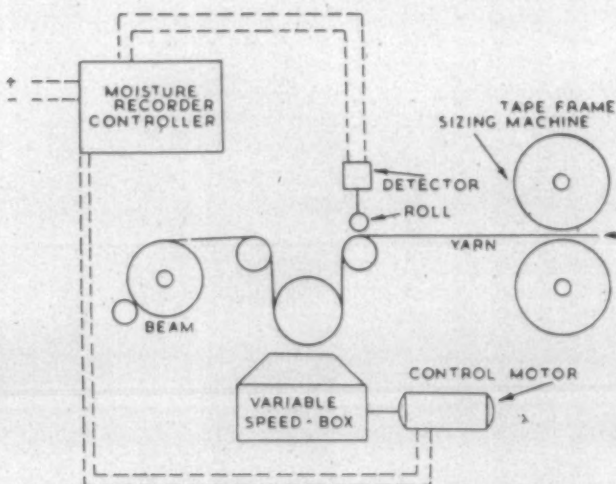 +
-
MOISTURE
RECORDER
CONTROLLER
TAPE FRAME
SIZING MACHINE
DETECTOR
ROLL
YARN
BEAM
CONTROL MOTOR
VARIABLE
SPEED-BOX